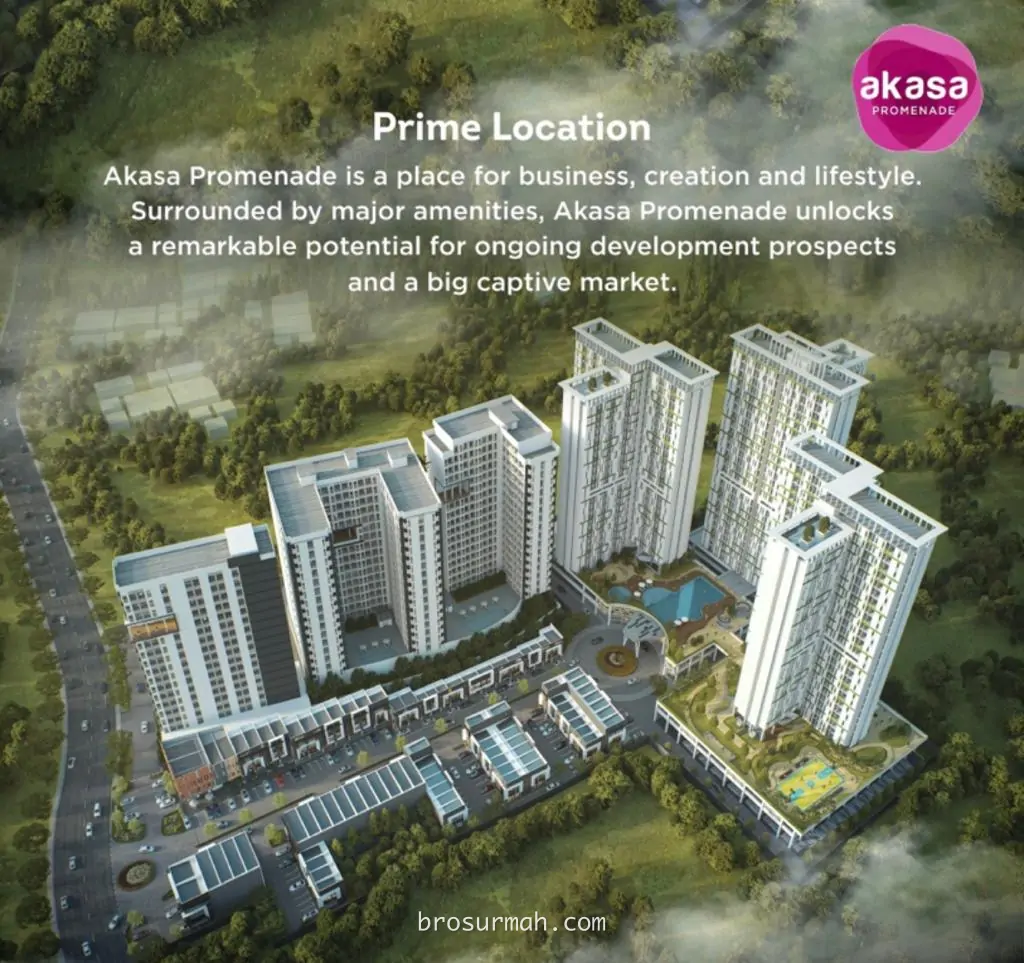 akasa
PROMENADE
Prime Location
Akasa Promenade is a place for business, creation and lifestyle.
Surrounded by major amenities, Akasa Promenade unlocks
a remarkable potential for ongoing development prospects
and a big captive market.
brosurmah.com